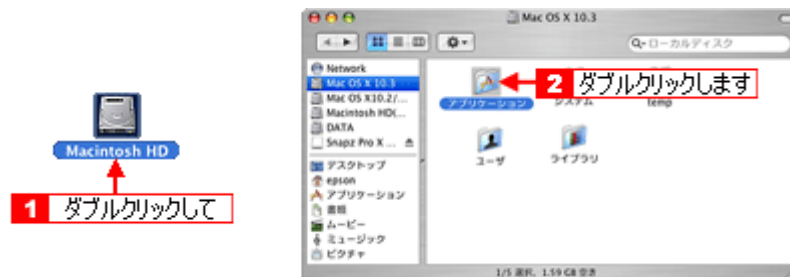 Macintosh HD
1 ダブルクリックして
Mac OS X 10.3
Q- ローカルディスク
Network
Mac OS X 10.3
Mac OS X10.2/...
Macintosh HD(...
DATA
Snapz Pro X ...
デスクトップ
epson
アプリケーション
書類
ムービー
ミュージック
ピクチャ
2 ダブルクリックします
アプリケーション
システム
temp
ユーザ
ライブラリ
1/5 選択、1.59 GB 空き